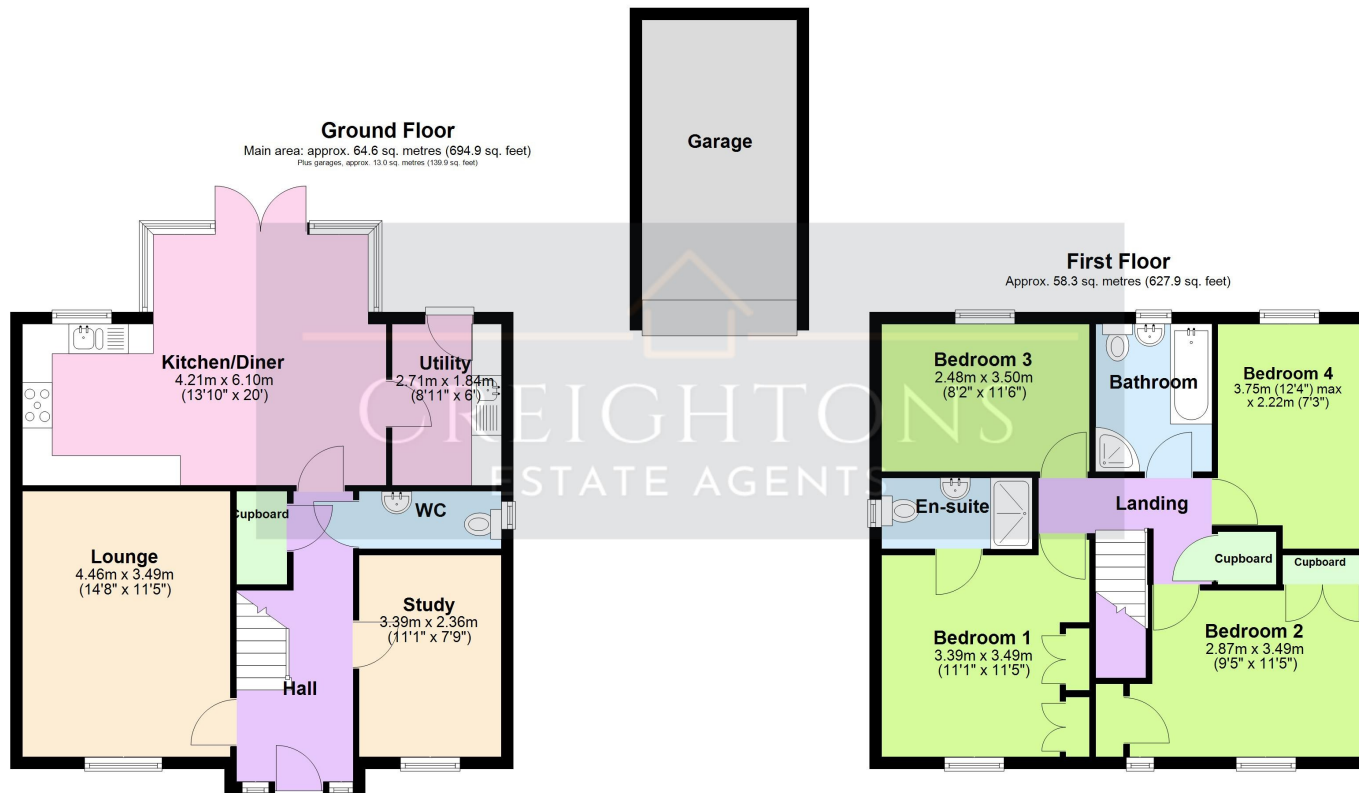 Ground Floor
Main area: approx. 64.6 sq. metres (694.9 sq. feet)
Plus garages, approx. 13.0 sq. metres (139.9 sq. feet)
Garage
First Floor
Approx. 58.3 sq. metres (627.9 sq. feet)
Kitchen/Diner
4.21m x 6.10m
(13'10" x 20')
Utility
2.71m x 1.84m
(8'11" x 6')
WC
Cupboard
Lounge
4.46m x 3.49m
(14'8" x 11'5")
Study
3.39m x 2.36m
(11'1" x 7'9")
Hall
Bedroom 3
2.48m x 3.50m
(8'2" x 11'6")
Bathroom
Bedroom 4
3.75m (12'4") max
x 2.22m (7'3")
En-suite
Landing
Cupboard
Cupboard
Bedroom 1
3.39m x 3.49m
(11'1" x 11'5")
Bedroom 2
2.87m x 3.49m
(9'5" x 11'5")
CREIGHTONS
ESTATE AGENTS